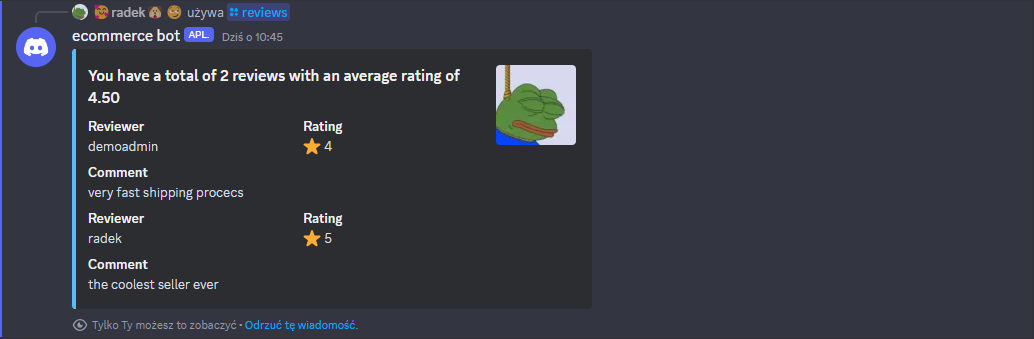 radek używa reviews
ecommerce bot APL. Dziś o 10:45
You have a total of 2 reviews with an average rating of
4.50
Reviewer Rating
demoadmin 4
Comment
very fast shipping procecs
Reviewer Rating
radek 5
Comment
the coolest seller ever
Tylko Ty możesz to zobaczyć • Odrzuć tę wiadomość.